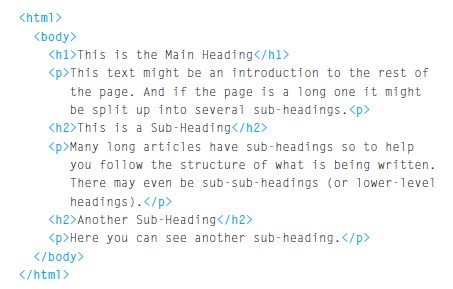 <html>
<body>
<h1>This is the Main Heading</h1>
<p>This text might be an introduction to the rest of
the page. And if the page is a long one it might
be split up into several sub-headings.<p>
<h2>This is a Sub-Heading</h2>
<p>Many long articles have sub-headings so to help
you follow the structure of what is being written.
There may even be sub-sub-headings (or lower-level
headings).</p>
<h2>Another Sub-Heading</h2>
<p>Here you can see another sub-heading.</p>
</body>
</html>